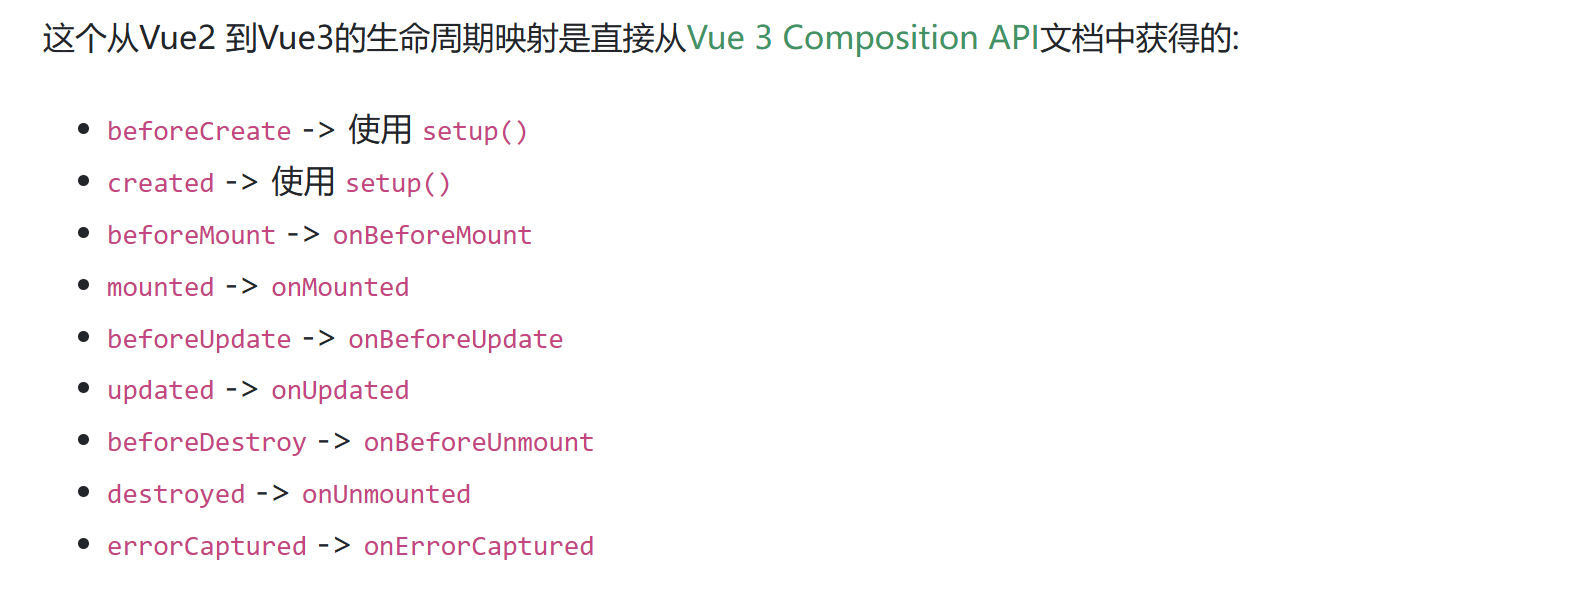 这个从Vue2 到Vue3的生命周期映射是直接从Vue 3 Composition API文档中获得的:
• beforeCreate -> 使用 setup()
• created -> 使用 setup()
• beforeMount -> onBeforeMount
• mounted -> onMounted
• beforeUpdate -> onBeforeUpdate
• updated -> onUpdated
• beforeDestroy -> onBeforeUnmount
• destroyed -> onUnmounted
• errorCaptured -> onErrorCaptured